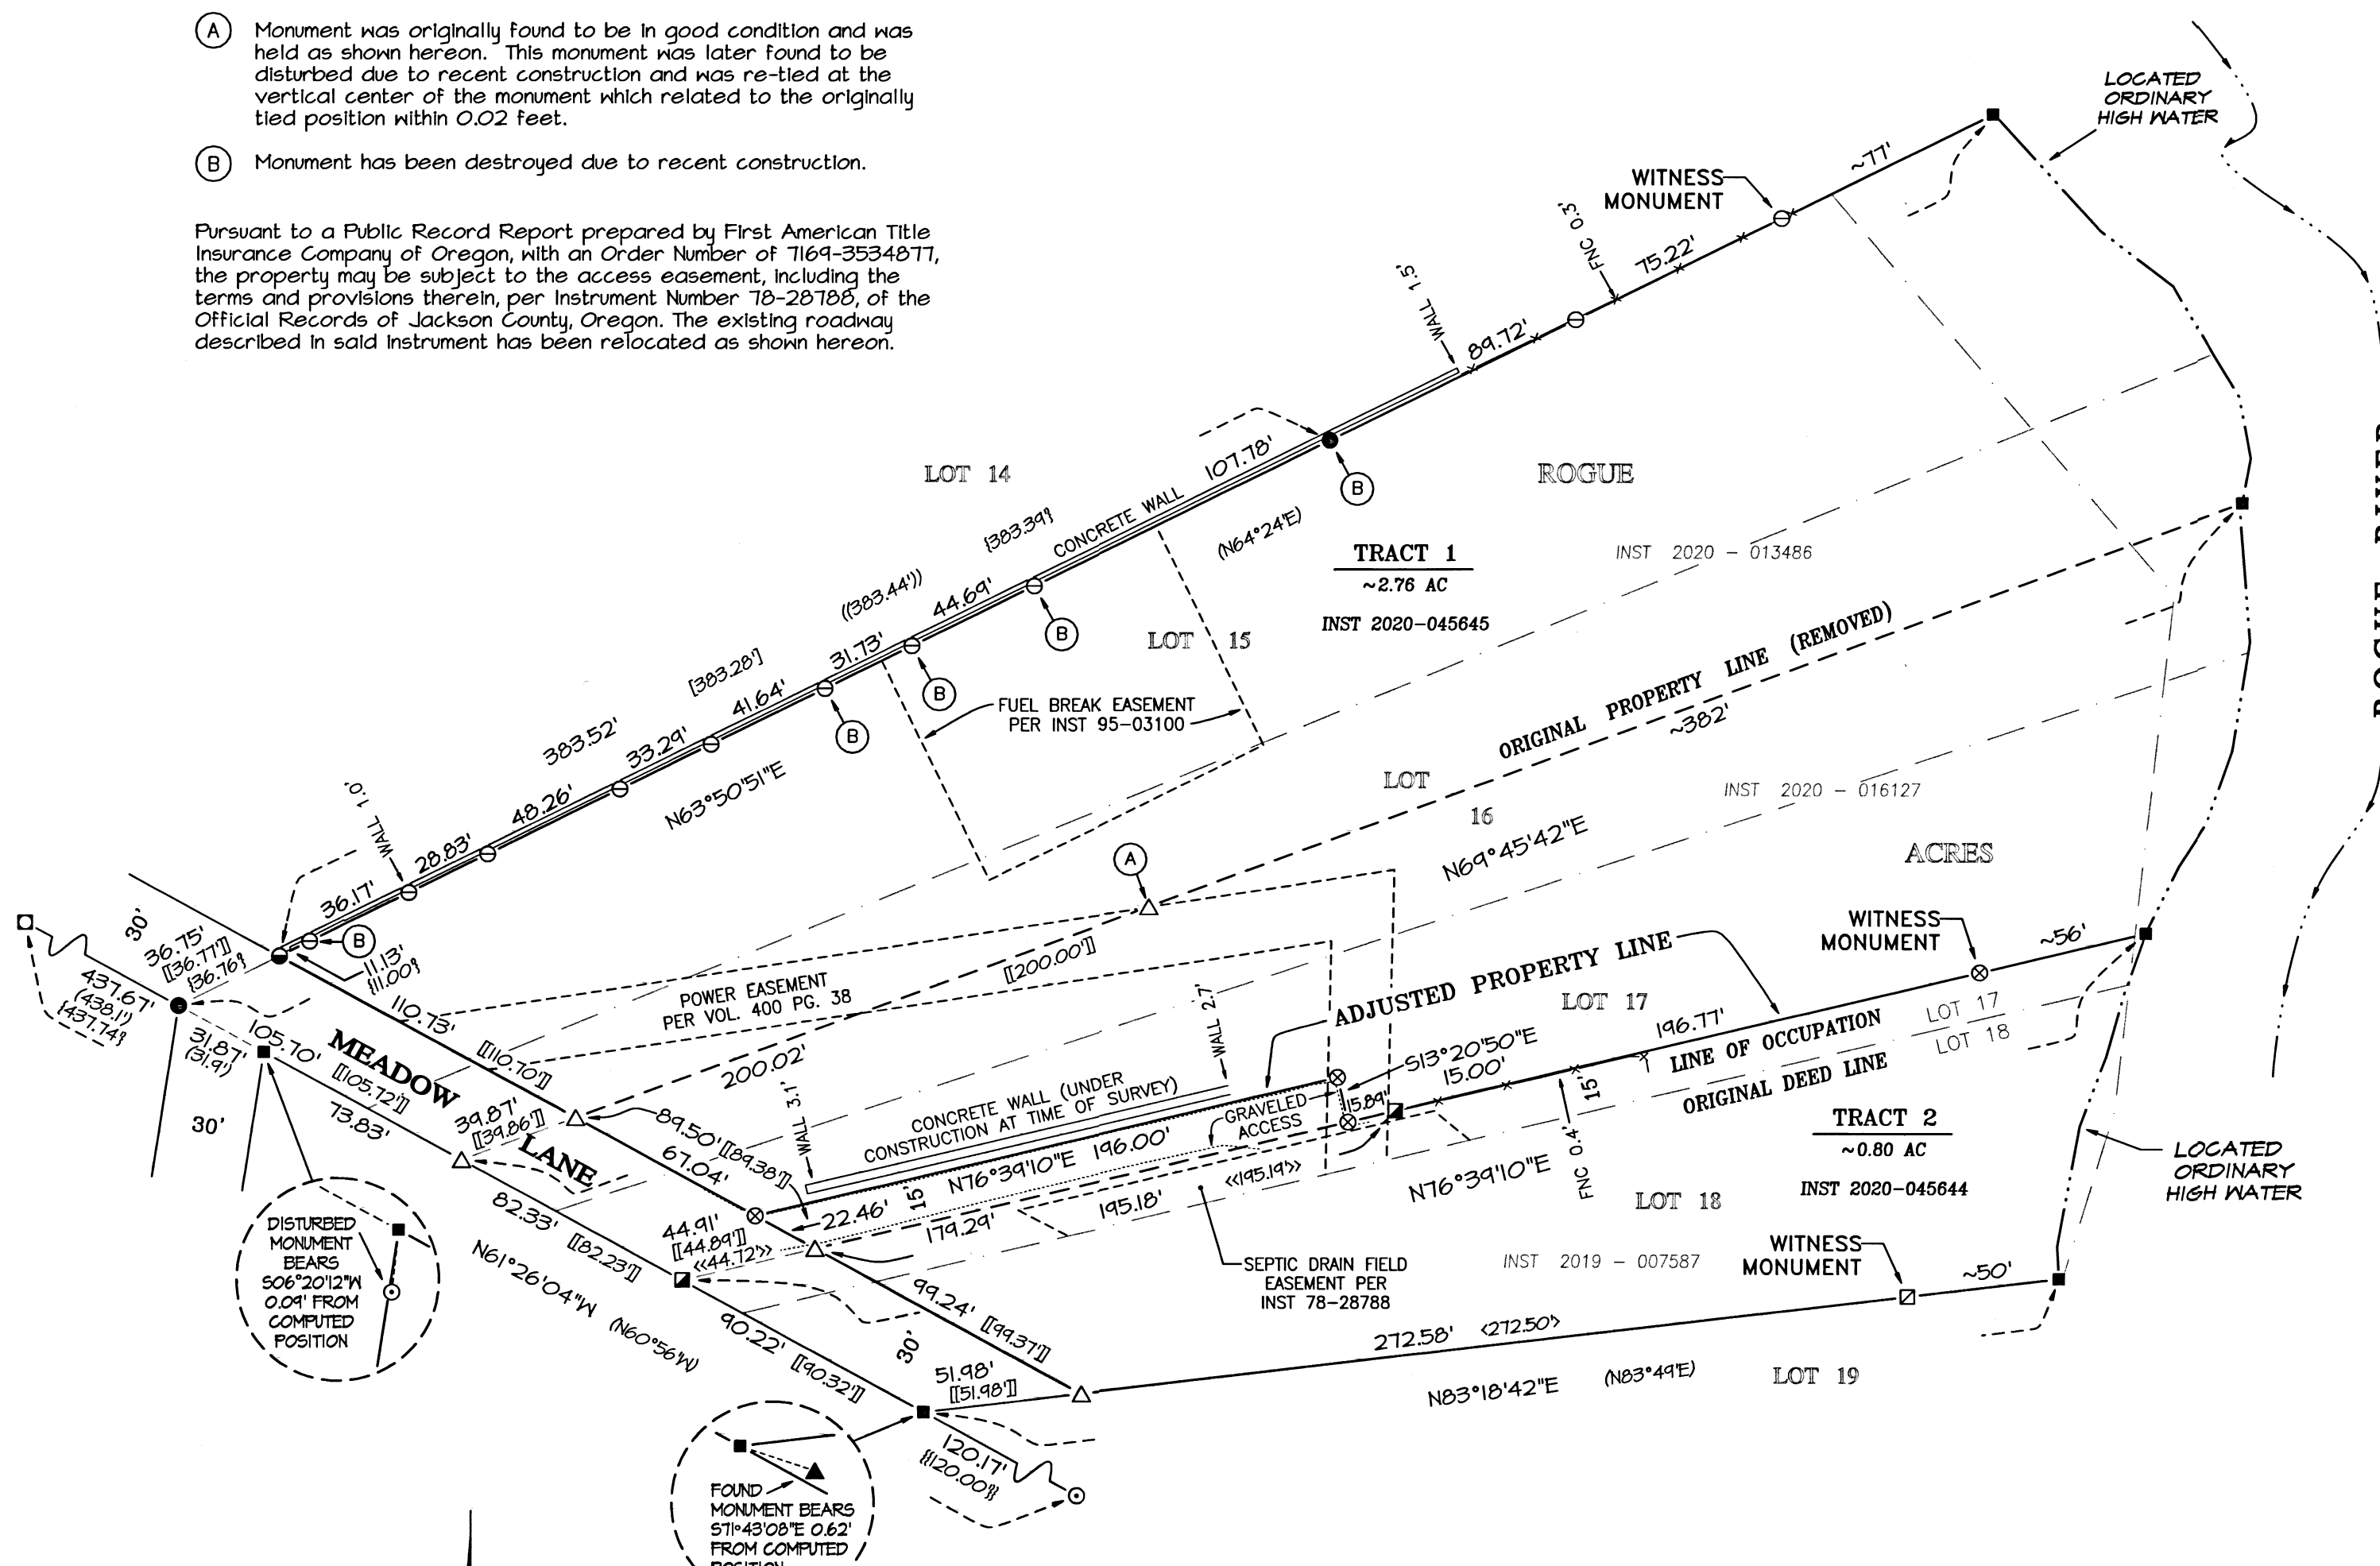 A
Monument was originally found to be in good condition and was
held as shown hereon. This monument was later found to be
disturbed due to recent construction and was re-tied at the
vertical center of the monument which related to the originally
tied position within 0.02 feet.
B
Monument has been destroyed due to recent construction.
Pursuant to a Public Record Report prepared by First American Title
Insurance Company of Oregon, with an Order Number of 7169-3534877,
the property may be subject to the access easement, including the
terms and provisions therein, per Instrument Number 78-28788, of the
Official Records of Jackson County, Oregon. The existing roadway
described in said instrument has been relocated as shown hereon.
LOCATED
ORDINARY
HIGH WATER
~77'
WITNESS
MONUMENT
FNC 0.3'
75.22'
WALL 1.5'
89.72'
107.78'
B
LOT 14
ROGUE
CONCRETE WALL
{383.39}
(N64°24'E)
TRACT 1
~2.76 AC
INST 2020-045645
INST 2020 - 013486
((383.44'))
44.69'
B
LOT 15
31.73'
B
[383.28']
41.64'
B
FUEL BREAK EASEMENT
PER INST 95-03100
ORIGINAL PROPERTY LINE (REMOVED)
~382'
383.52'
33.29'
N63°50'51"E
LOT
16
INST 2020 - 016127
48.26'
WALL 1.0'
28.83'
N69°45'42"E
ACRES
A
36.17'
B
30'
36.75'
[[36.77']]
{36.76}
11.13'
{11.00}
437.67'
(438.1')
{437.74}
31.87'
(31.9')
30'
110.73'
[[110.70']]
105.70'
[[105.72']]
73.83'
MEADOW
LANE
39.87'
[[39.86']]
POWER EASEMENT
PER VOL. 400 PG. 38
[[200.00']]
200.02'
WITNESS
MONUMENT
~56'
ADJUSTED PROPERTY LINE
LOT 17
196.77'
LINE OF OCCUPATION
LOT 17
LOT 18
ORIGINAL DEED LINE
WALL 2.7'
S13°20'50"E
15.00'
15'
15.89'
GRAVELED
ACCESS
CONCRETE WALL (UNDER
CONSTRUCTION AT TIME OF SURVEY)
WALL 3.1'
89.50' [[89.38']]
67.04'
N76°39'10"E 196.00'
15'
22.46'
179.29'
195.18'
<<195.19'>>
N76°39'10"E
FNC 0.4'
TRACT 2
~0.80 AC
INST 2020-045644
LOT 18
LOCATED
ORDINARY
HIGH WATER
82.33'
[[82.23']]
N61°26'04"W
(N60°56'W)
44.91'
[[44.89']]
<<44.72'>>
DISTURBED
MONUMENT
BEARS
S06°20'12"W
0.09' FROM
COMPUTED
POSITION
SEPTIC DRAIN FIELD
EASEMENT PER
INST 78-28788
INST 2019 - 007587
WITNESS
MONUMENT
~50'
99.24'
[[99.37']]
30'
90.22'
[[90.32']]
51.98'
[[51.98']]
272.58'
<272.50'>
N83°18'42"E
(N83°49'E)
LOT 19
120.17'
{{120.00}}
FOUND
MONUMENT BEARS
S71°43'08"E 0.62'
FROM COMPUTED
POSITION